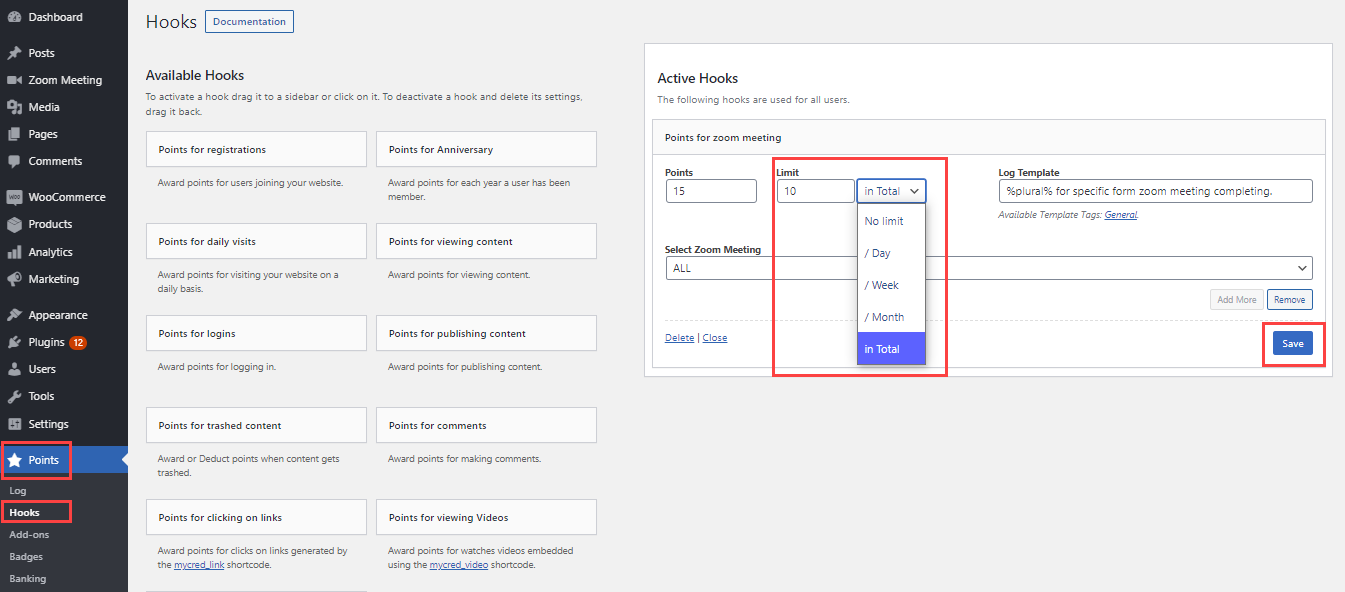 Dashboard
Posts
Zoom Meeting
Media
Pages
Comments
WooCommerce
Products
Analytics
Marketing
Appearance
Plugins 12
Users
Tools
Settings
Points
Log
Hooks
Add-ons
Badges
Banking
Hooks Documentation
Available Hooks
To activate a hook drag it to a sidebar or click on it. To deactivate a hook and delete its settings,
drag it back.
Points for registrations
Award points for users joining your website.
Points for Anniversary
Award points for each year a user has been
member.
Points for daily visits
Award points for visiting your website on a
daily basis.
Points for viewing content
Award points for viewing content.
Points for logins
Award points for logging in.
Points for publishing content
Award points for publishing content.
Points for trashed content
Award or Deduct points when content gets
trashed.
Points for comments
Award points for making comments.
Points for clicking on links
Award points for clicks on links generated by
the mycred_link shortcode.
Points for viewing Videos
Award points for watches videos embedded
using the mycred_video shortcode.
Active Hooks
The following hooks are used for all users.
Points for zoom meeting
Points
15
Limit
10 in Total
No limit
/ Day
/ Week
/ Month
in Total
Log Template
%plural% for specific form zoom meeting completing.
Available Template Tags: General.
Select Zoom Meeting
ALL
Add More Remove
Delete | Close
Save